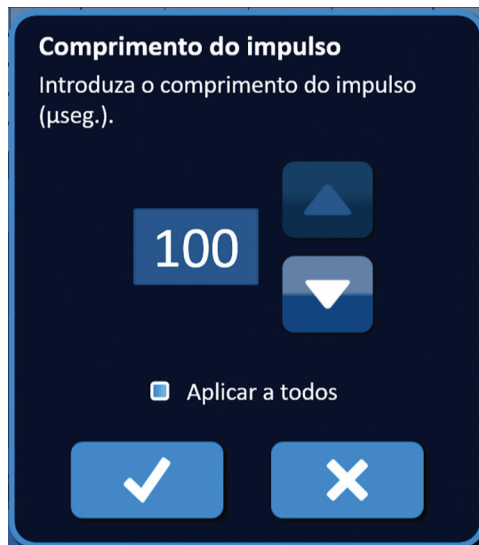 Comprimento do impulso
Introduza o comprimento do impulso
(µseg.).
100
Aplicar a todos